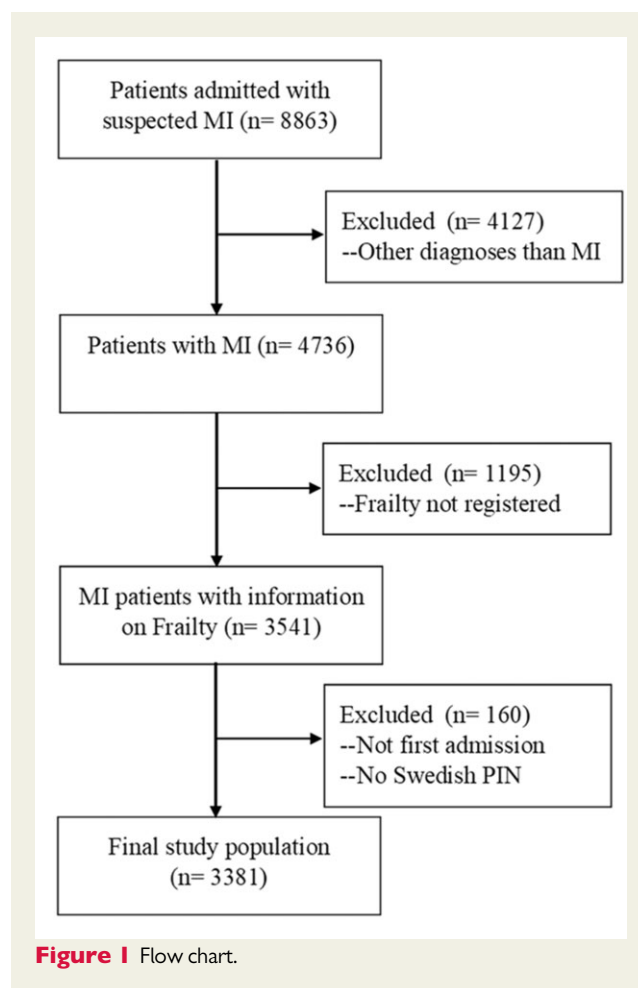 Patients admitted with
suspected MI (n= 8863)
Excluded (n= 4127)
--Other diagnoses than MI
Patients with MI (n= 4736)
Excluded (n= 1195)
--Frailty not registered
MI patients with information
on Frailty (n= 3541)
Excluded (n= 160)
--Not first admission
--No Swedish PIN
Final study population
(n= 3381)
Figure 1 Flow chart.